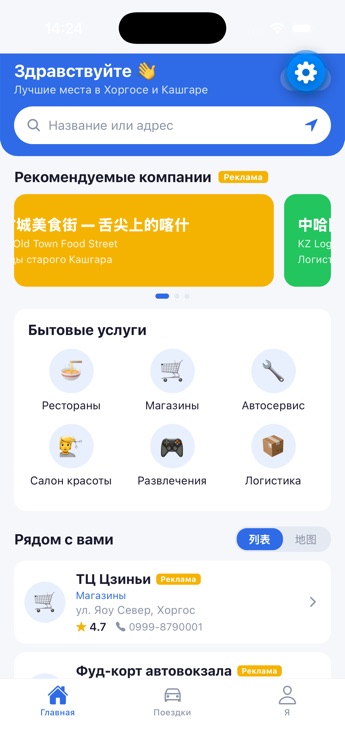 14:24
Здравствуйте 👋
Лучшие места в Хоргосе и Кашгаре
Название или адрес
Рекомендуемые компании Реклама
城美食街 — 舌尖上的喀什
Old Town Food Street
ды старого Кашгара
中哈
KZ Log
Логист
Бытовые услуги
Рестораны
Магазины
Автосервис
Салон красоты
Развлечения
Логистика
Рядом с вами
列表
地图
ТЦ Цзиньи Реклама
Магазины
ул. Яоу Север, Хоргос
4.7 0999-8790001
Фуд-корт автовокзала Реклама
Главная
Поездки
Я